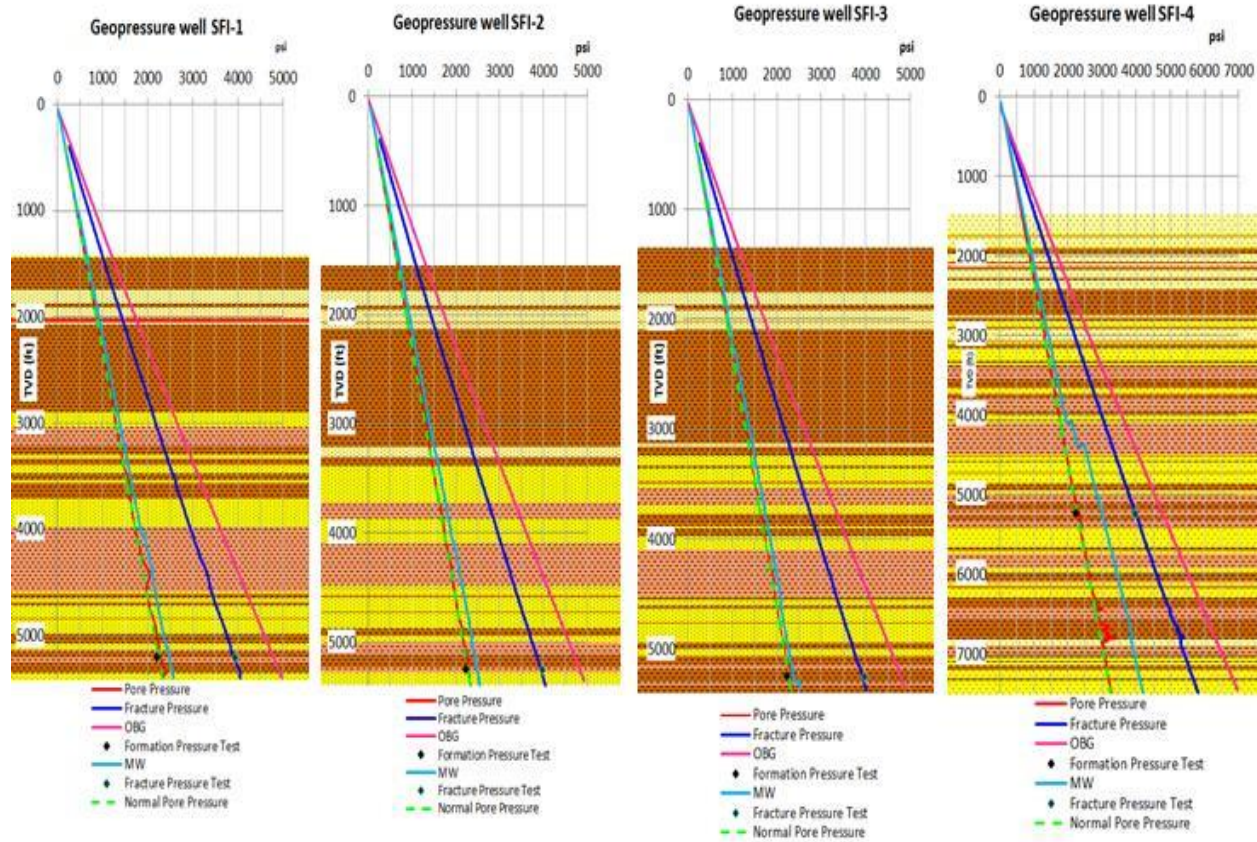 Geopressure well SFI-1
psi
0 1000 2000 3000 4000 5000
0
1000
2000
TVD (ft)
3000
4000
5000
Pore Pressure
Fracture Pressure
OBG
Formation Pressure Test
MW
Fracture Pressure Test
Normal Pore Pressure
Geopressure well SFI-2
psi
0 1000 2000 3000 4000 5000
0
1000
2000
TVD (ft)
3000
4000
5000
Pore Pressure
Fracture Pressure
OBG
Formation Pressure Test
MW
Fracture Pressure Test
Normal Pore Pressure
Geopressure well SFI-3
psi
0 1000 2000 3000 4000 5000
0
1000
2000
TVD (ft)
3000
4000
5000
Pore Pressure
Fracture Pressure
OBG
Formation Pressure Test
MW
Fracture Pressure Test
Normal Pore Pressure
Geopressure well SFI-4
psi
0 1000 2000 3000 4000 5000 6000 7000
0
1000
2000
3000
TVD (ft)
4000
5000
6000
7000
Pore Pressure
Fracture Pressure
OBG
Formation Pressure Test
MW
Fracture Pressure Test
Normal Pore Pressure